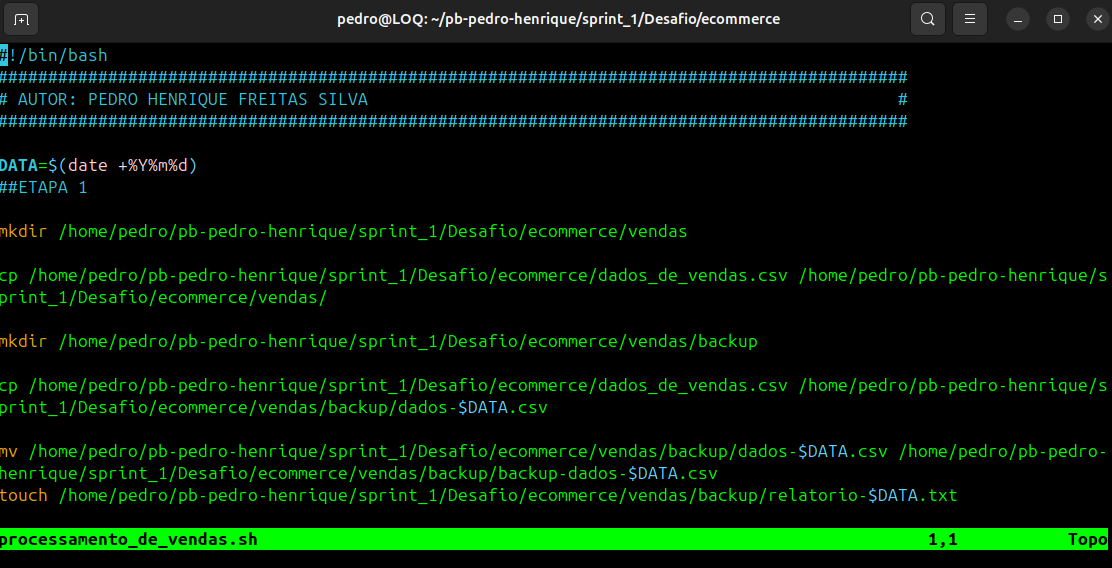 pedro@LOQ: ~/pb-pedro-henrique/sprint_1/Desafio/ecommerce
#!/bin/bash
###########################################################################################
# AUTOR: PEDRO HENRIQUE FREITAS SILVA                                                     #
###########################################################################################
DATA=$(date +%Y%m%d)
##ETAPA 1
mkdir /home/pedro/pb-pedro-henrique/sprint_1/Desafio/ecommerce/vendas
cp /home/pedro/pb-pedro-henrique/sprint_1/Desafio/ecommerce/dados_de_vendas.csv /home/pedro/pb-pedro-henrique/s
print_1/Desafio/ecommerce/vendas/
mkdir /home/pedro/pb-pedro-henrique/sprint_1/Desafio/ecommerce/vendas/backup
cp /home/pedro/pb-pedro-henrique/sprint_1/Desafio/ecommerce/dados_de_vendas.csv /home/pedro/pb-pedro-henrique/s
print_1/Desafio/ecommerce/vendas/backup/dados-$DATA.csv
mv /home/pedro/pb-pedro-henrique/sprint_1/Desafio/ecommerce/vendas/backup/dados-$DATA.csv /home/pedro/pb-pedro-
henrique/sprint_1/Desafio/ecommerce/vendas/backup/backup-dados-$DATA.csv
touch /home/pedro/pb-pedro-henrique/sprint_1/Desafio/ecommerce/vendas/backup/relatorio-$DATA.txt
processamento_de_vendas.sh 1,1 Topo